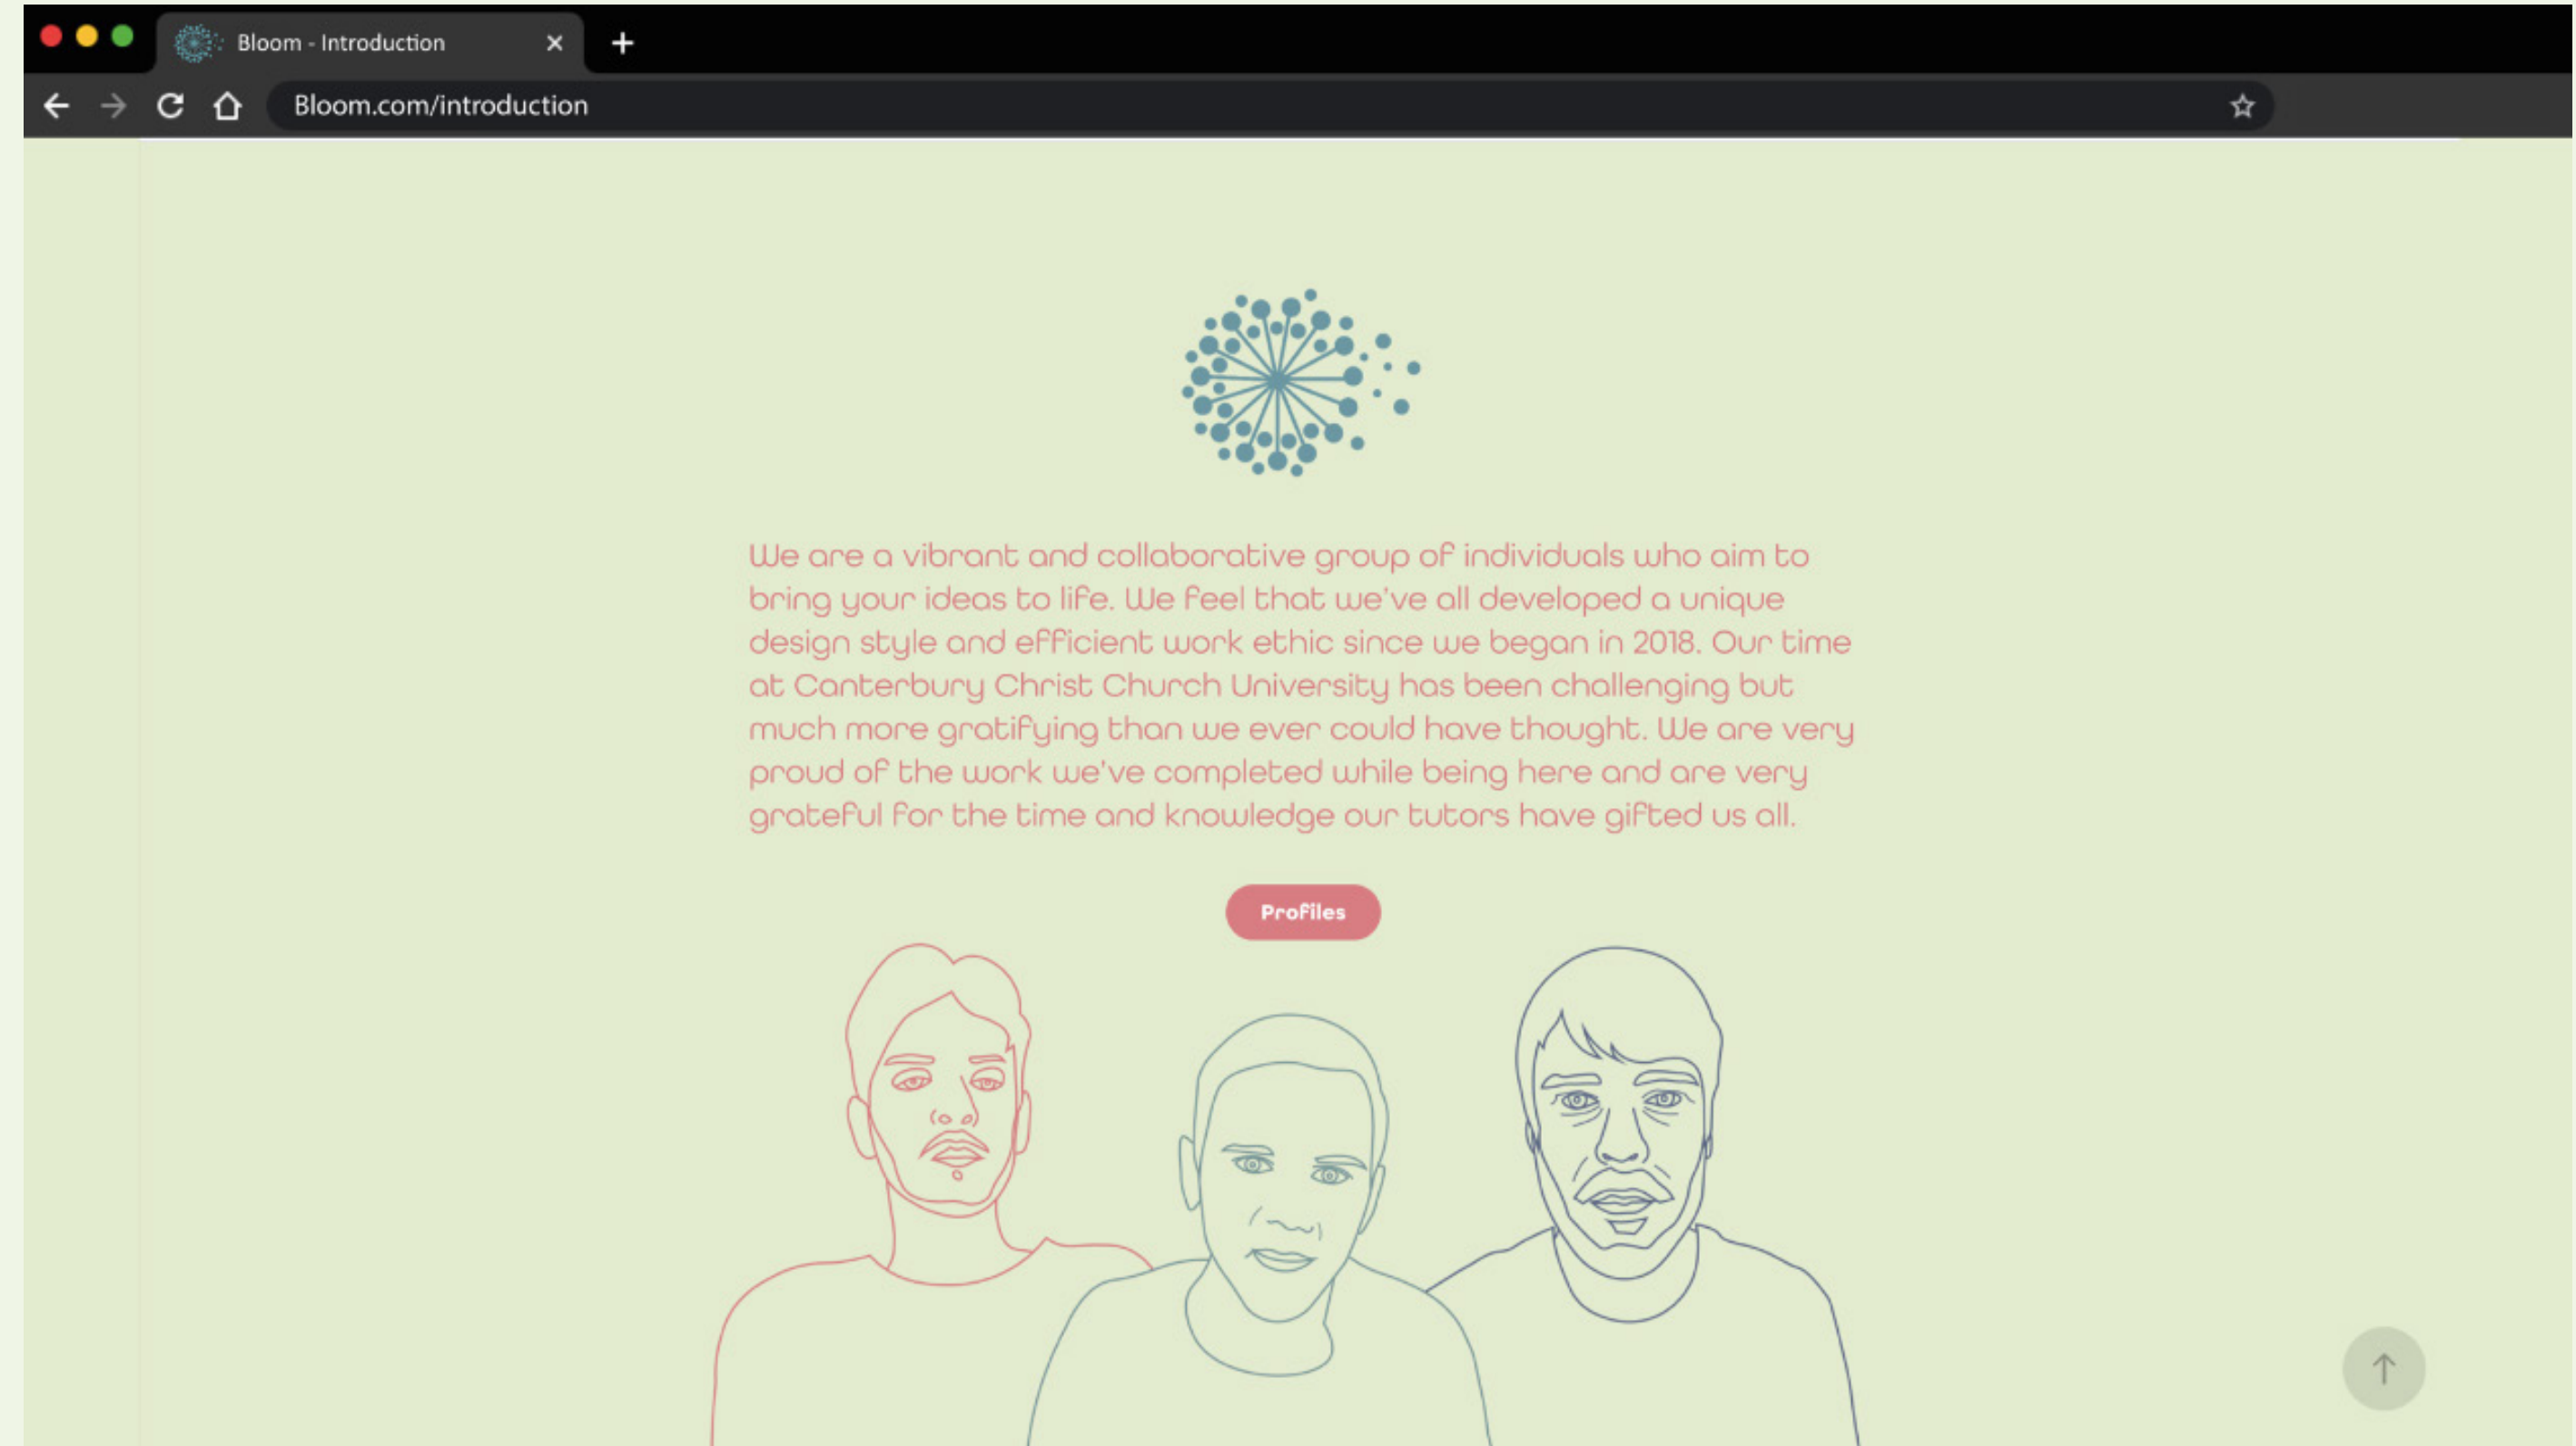 Bloom - Introduction
Bloom.com/introduction
We are a vibrant and collaborative group of individuals who aim to
bring your ideas to life. We feel that we've all developed a unique
design style and efficient work ethic since we began in 2018. Our time
at Canterbury Christ Church University has been challenging but
much more gratifying than we ever could have thought. We are very
proud of the work we've completed while being here and are very
grateful for the time and knowledge our tutors have gifted us all.
Profiles